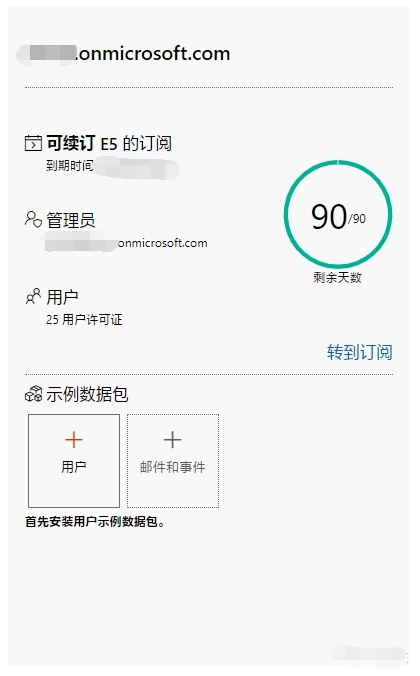 .onmicrosoft.com
可续订 E5 的订阅
到期时间
管理员
onmicrosoft.com
90/90
剩余天数
用户
25 用户许可证
转到订阅
示例数据包
用户
邮件和事件
首先安装用户示例数据包。